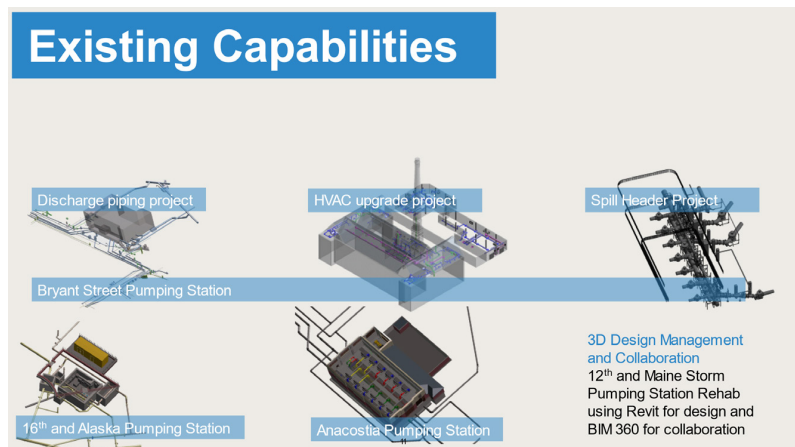 Existing Capabilities
Discharge piping project
HVAC upgrade project
Spill Header Project
Bryant Street Pumping Station
16th and Alaska Pumping Station
Anacostia Pumping Station
3D Design Management
and Collaboration
12th and Maine Storm
Pumping Station Rehab
using Revit for design and
BIM 360 for collaboration